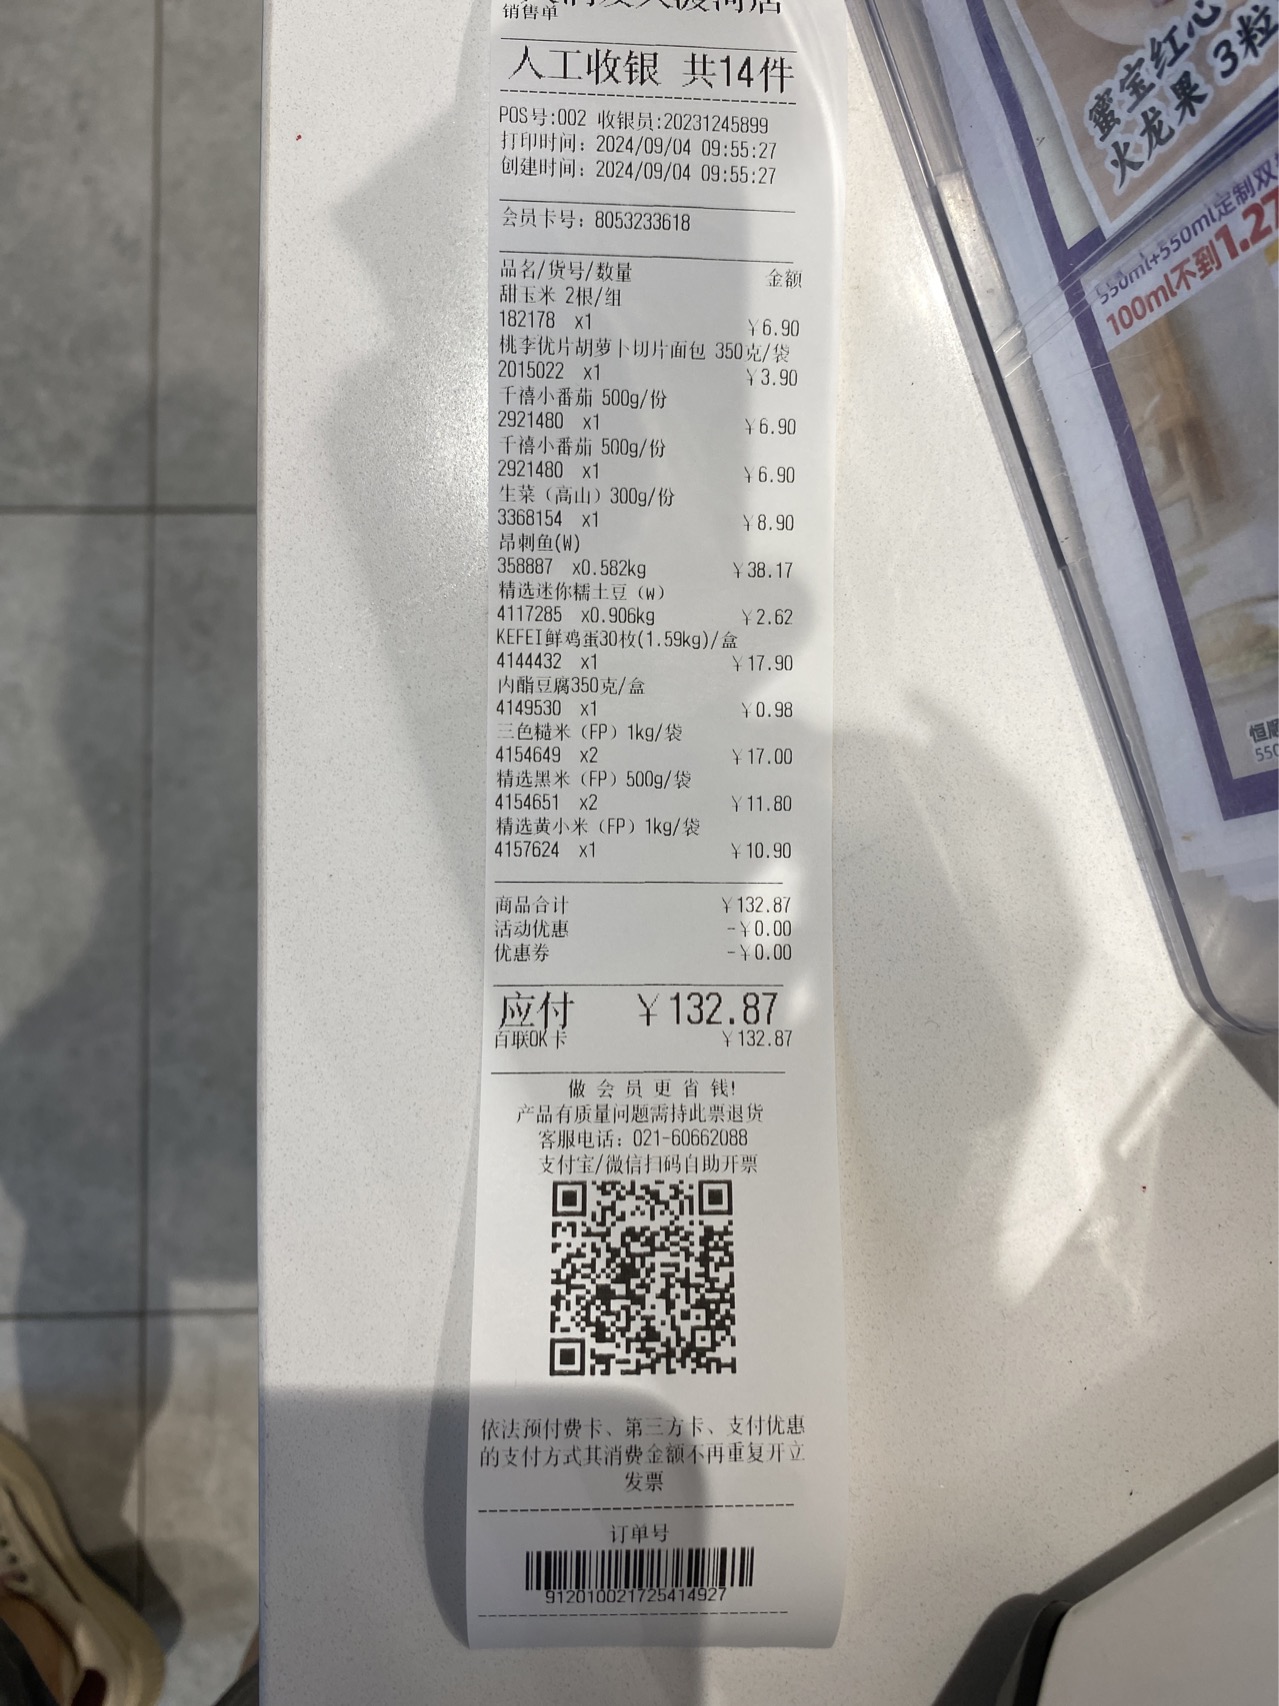 销售单
人工收银 共14件
POS号:002 收银员:20231245899
打印时间: 2024/09/04 09:55:27
创建时间: 2024/09/04 09:55:27
会员卡号: 8053233618
品名/货号/数量 金额
甜玉米 2根/组
182178 x1 ￥6.90
桃李优片胡萝卜切片面包 350克/袋
2015022 x1 ￥3.90
千禧小番茄 500g/份
2921480 x1 ￥6.90
千禧小番茄 500g/份
2921480 x1 ￥6.90
生菜（高山）300g/份
3368154 x1 ￥8.90
昂刺鱼(W)
358887 x0.582kg ￥38.17
精选迷你糯土豆（W）
4117285 x0.906kg ￥2.62
KEFEI鲜鸡蛋30枚(1.59kg)/盒
4144432 x1 ￥17.90
内酯豆腐350克/盒
4149530 x1 ￥0.98
三色糙米（FP）1kg/袋
4154649 x2 ￥17.00
精选黑米（FP）500g/袋
4154651 x2 ￥11.80
精选黄小米（FP）1kg/袋
4157624 x1 ￥10.90
商品合计 ￥132.87
活动优惠 -￥0.00
优惠券 -￥0.00
应付 ￥132.87
百联OK卡 ￥132.87
做会员更省钱!
产品有质量问题需持此票退货
客服电话: 021-60662088
支付宝/微信扫码自助开票
依法预付费卡、第三方卡、支付优惠
的支付方式其消费金额不再重复开立
发票
订单号
912010021725414927
蜜宝红心
火龙果 3粒
550ml+550ml定制双
100ml不到1.27
恒顺
550